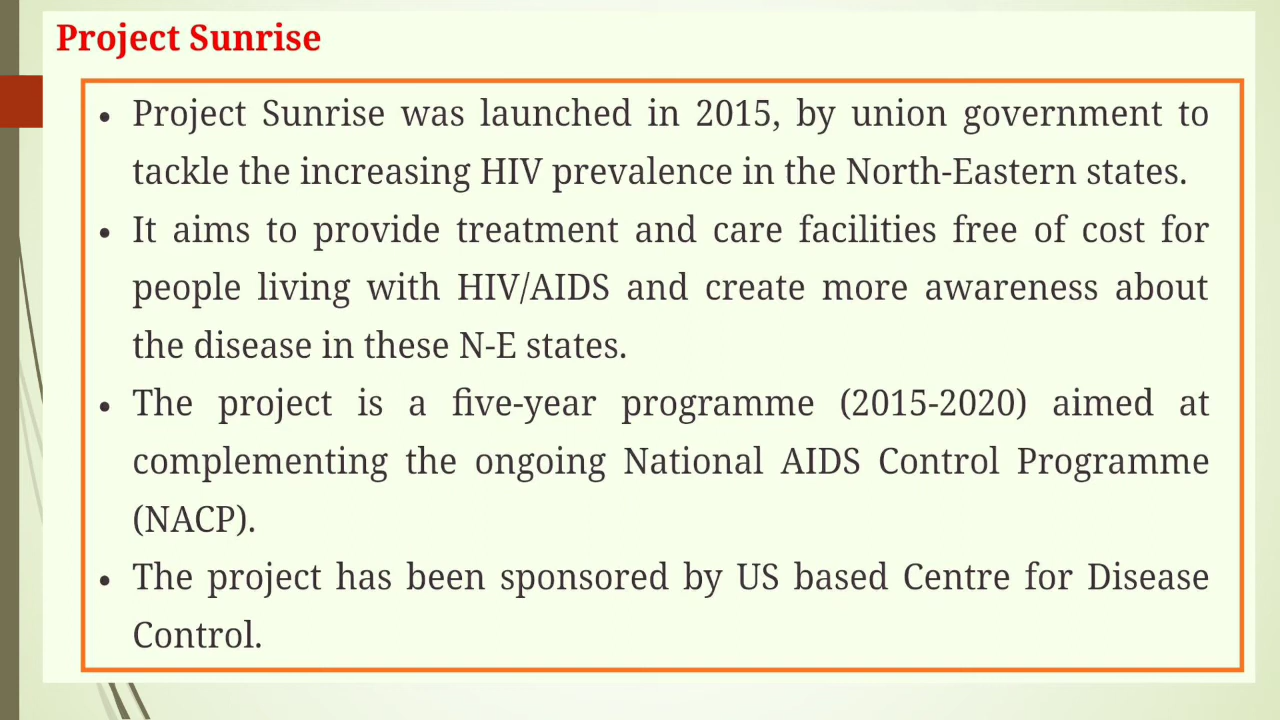 Project Sunrise
• Project Sunrise was launched in 2015, by union government to
tackle the increasing HIV prevalence in the North-Eastern states.
• It aims to provide treatment and care facilities free of cost for
people living with HIV/AIDS and create more awareness about
the disease in these N-E states.
• The project is a five-year programme (2015-2020) aimed at
complementing the ongoing National AIDS Control Programme
(NACP).
• The project has been sponsored by US based Centre for Disease
Control.